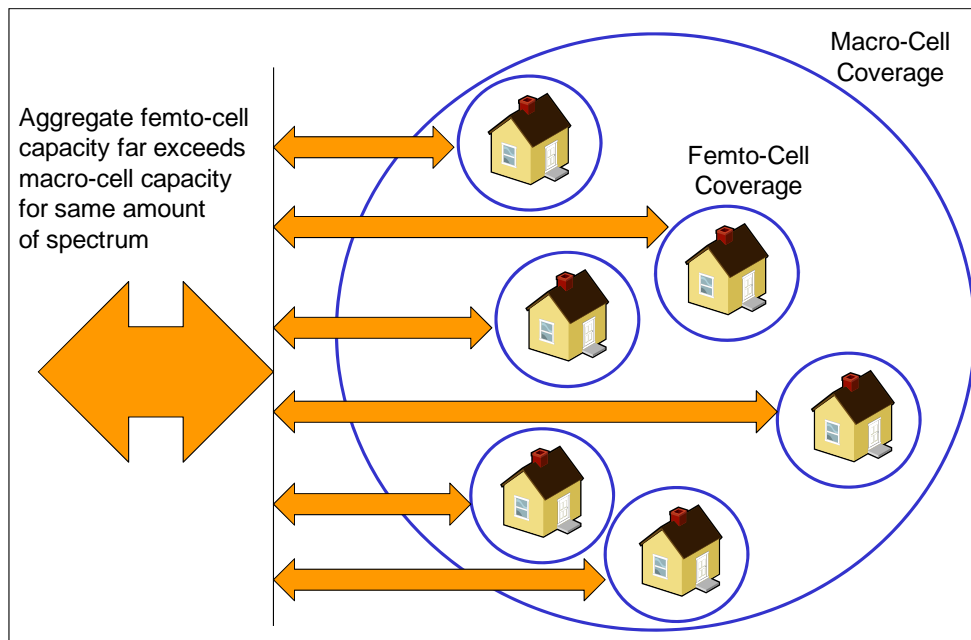 Macro-Cell
Coverage
Aggregate femto-cell
capacity far exceeds
macro-cell capacity
for same amount
of spectrum
Femto-Cell
Coverage